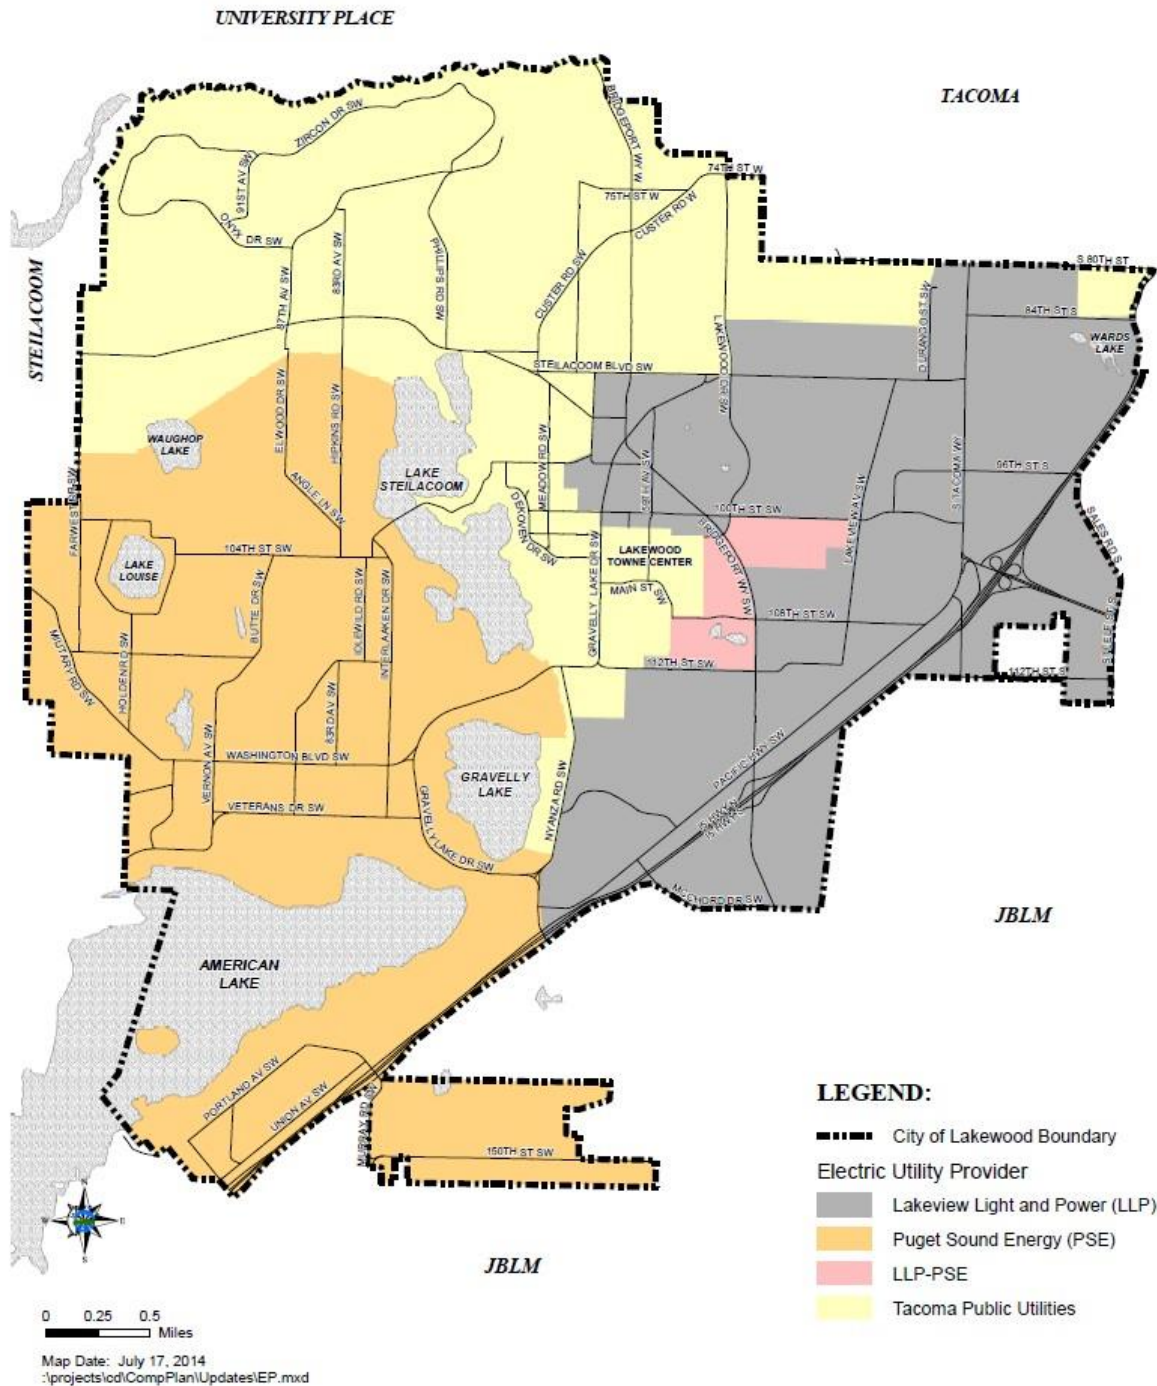 UNIVERSITY PLACE
TACOMA
STEILACOOM
BRIDGEPORT WY W
ZIRCON DR SW
91ST AV SW
ONYX DR SW
87TH AV SW
83RD AV SW
PHILLIPS RD SW
74TH ST W
75TH ST W
CUSTER RD W
CUSTER RD SW
S 80TH ST
84TH ST S
DURANGO ST SW
WARDS
LAKE
LAKEWOOD DR SW
STEILACOOM BLVD SW
ELWOOD DR SW
HIPKINS RD SW
WAUGHOP
LAKE
LAKE
STEILACOOM
MEADOW RD SW
59TH AV SW
96TH ST S
S TACOMA WY
LAKEVIEW AV SW
FARWEST DR SW
ANGLE LN SW
DEKOVEN DR SW
100TH ST SW
BRIDGEPORT WY SW
SALES RD S
104TH ST SW
LAKE
LOUISE
LAKEWOOD
TOWNE CENTER
GRAVELLY LAKE DR SW
MAIN ST SW
108TH ST SW
STEELE ST S
IDLEWILD RD SW
INTERLAAKEN DR SW
BUTTE DR SW
MILITARY RD SW
HOLDEN RD SW
112TH ST SW
112TH ST S
83RD AV SW
VERNON AV SW
WASHINGTON BLVD SW
VETERANS DR SW
GRAVELLY
LAKE
GRAVELLY LAKE DR SW
NYANZA RD SW
PACIFIC HWY SW
MCCHORD DR SW
JBLM
AMERICAN
LAKE
PORTLAND AV SW
UNION AV SW
MURRAY RD SW
150TH ST SW
JBLM
N
W
E
S
LEGEND:
City of Lakewood Boundary
Electric Utility Provider
Lakeview Light and Power (LLP)
Puget Sound Energy (PSE)
LLP-PSE
Tacoma Public Utilities
0 0.25 0.5
Miles
Map Date: July 17, 2014
:\projects\cd\CompPlan\Updates\EP.mxd